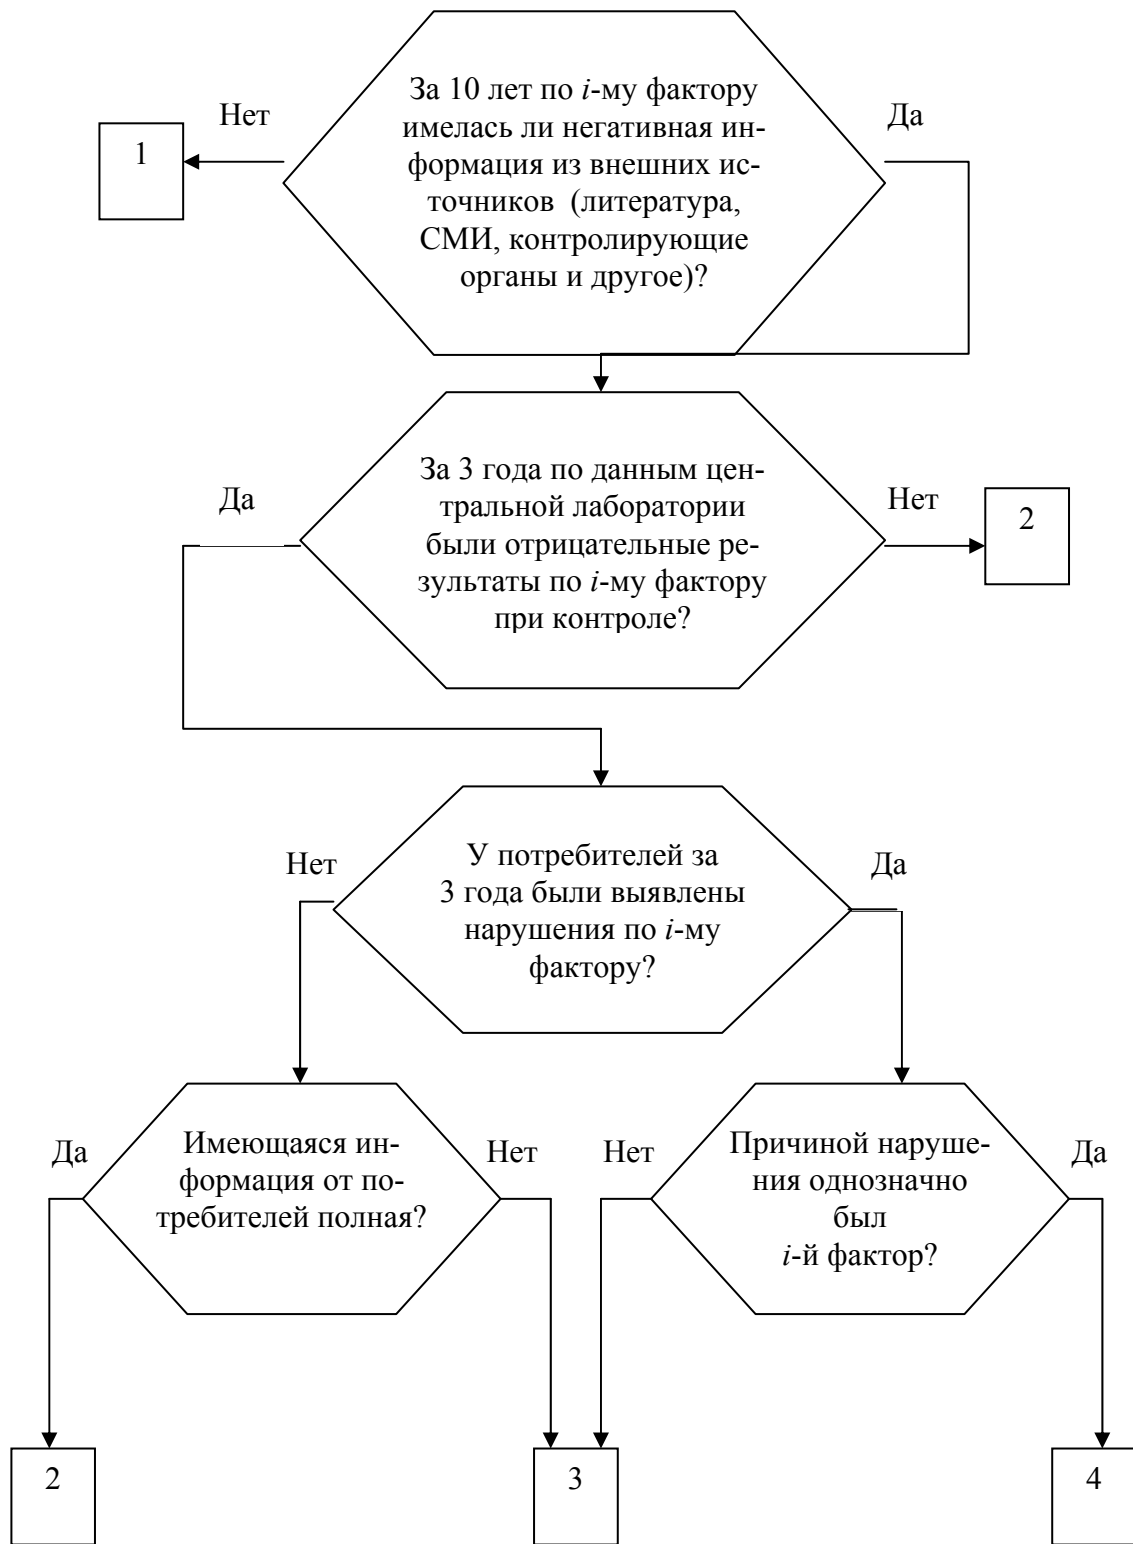 За 10 лет по i-му фактору
имелась ли негативная ин-
формация из внешних ис-
точников (литература,
СМИ, контролирующие
органы и другое)?
Нет
Да
1
За 3 года по данным цен-
тральной лаборатории
были отрицательные ре-
зультаты по i-му фактору
при контроле?
Да
Нет
2
У потребителей за
3 года были выявлены
нарушения по i-му
фактору?
Нет
Да
Имеющаяся ин-
формация от по-
требителей полная?
Да
Нет
Причиной наруше-
ния однозначно
был
i-й фактор?
Нет
Да
2
3
4